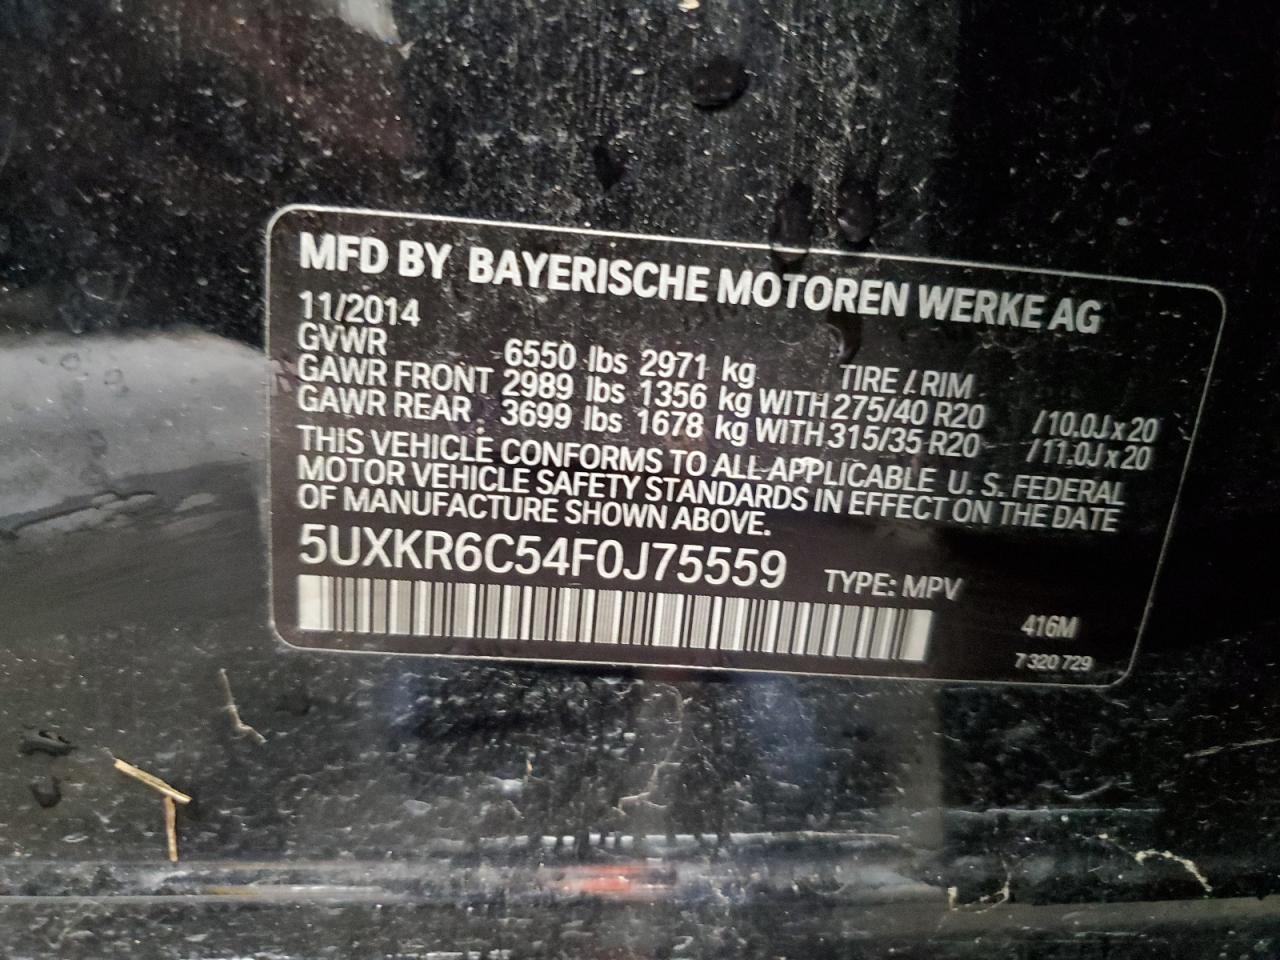 MFD BY BAYERISCHE MOTOREN WERKE AG
11/2014
GVWR 6550 lbs 2971 kg TIRE / RIM
GAWR FRONT 2989 lbs 1356 kg WITH 275/40 R20 /10.0J x 20
GAWR REAR 3699 lbs 1678 kg WITH 315/35 R20 /11.0J x 20
THIS VEHICLE CONFORMS TO ALL APPLICABLE U. S. FEDERAL
MOTOR VEHICLE SAFETY STANDARDS IN EFFECT ON THE DATE
OF MANUFACTURE SHOWN ABOVE.
5UXKR6C54F0J75559 TYPE: MPV
416M
7 320 729